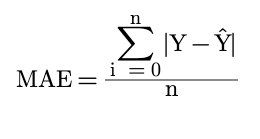 n
∑|Y − Ŷ|
i = 0
MAE = ———
n